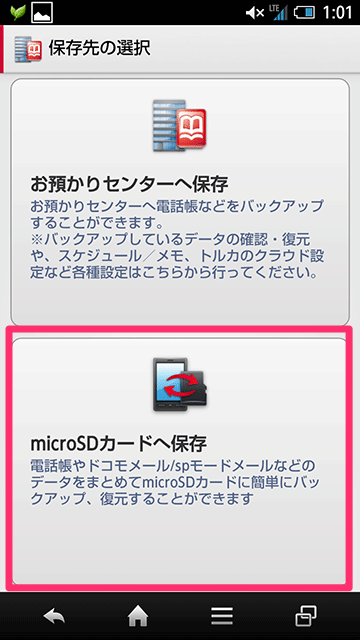 LTE 1:01
保存先の選択
お預かりセンターへ保存
お預かりセンターへ電話帳などをバックアップ
することができます。
※バックアップしているデータの確認・復元
や、スケジュール／メモ、トルカのクラウド設
定など各種設定はこちらから行ってください。
microSDカードへ保存
電話帳やドコモメール/spモードメールなどの
データをまとめてmicroSDカードに簡単にバッ
クアップ、復元することができます